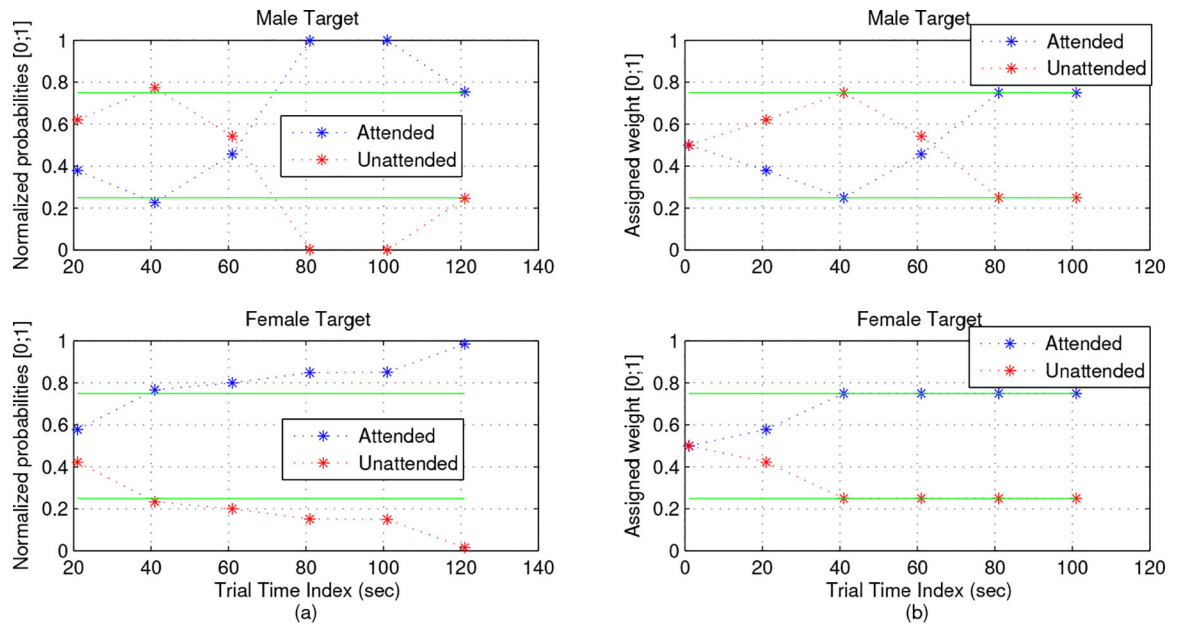 Male Target
Normalized probabilities [0;1]
1
0.8
0.6
0.4
0.2
0
20 40 60 80 100 120 140
Attended
Unattended
Male Target
Assigned weight [0;1]
1
0.8
0.6
0.4
0.2
0
0 20 40 60 80 100 120
Attended
Unattended
Female Target
Normalized probabilities [0;1]
1
0.8
0.6
0.4
0.2
0
20 40 60 80 100 120 140
Attended
Unattended
Trial Time Index (sec)
(a)
Female Target
Assigned weight [0;1]
1
0.8
0.6
0.4
0.2
0
0 20 40 60 80 100 120
Attended
Unattended
Trial Time Index (sec)
(b)